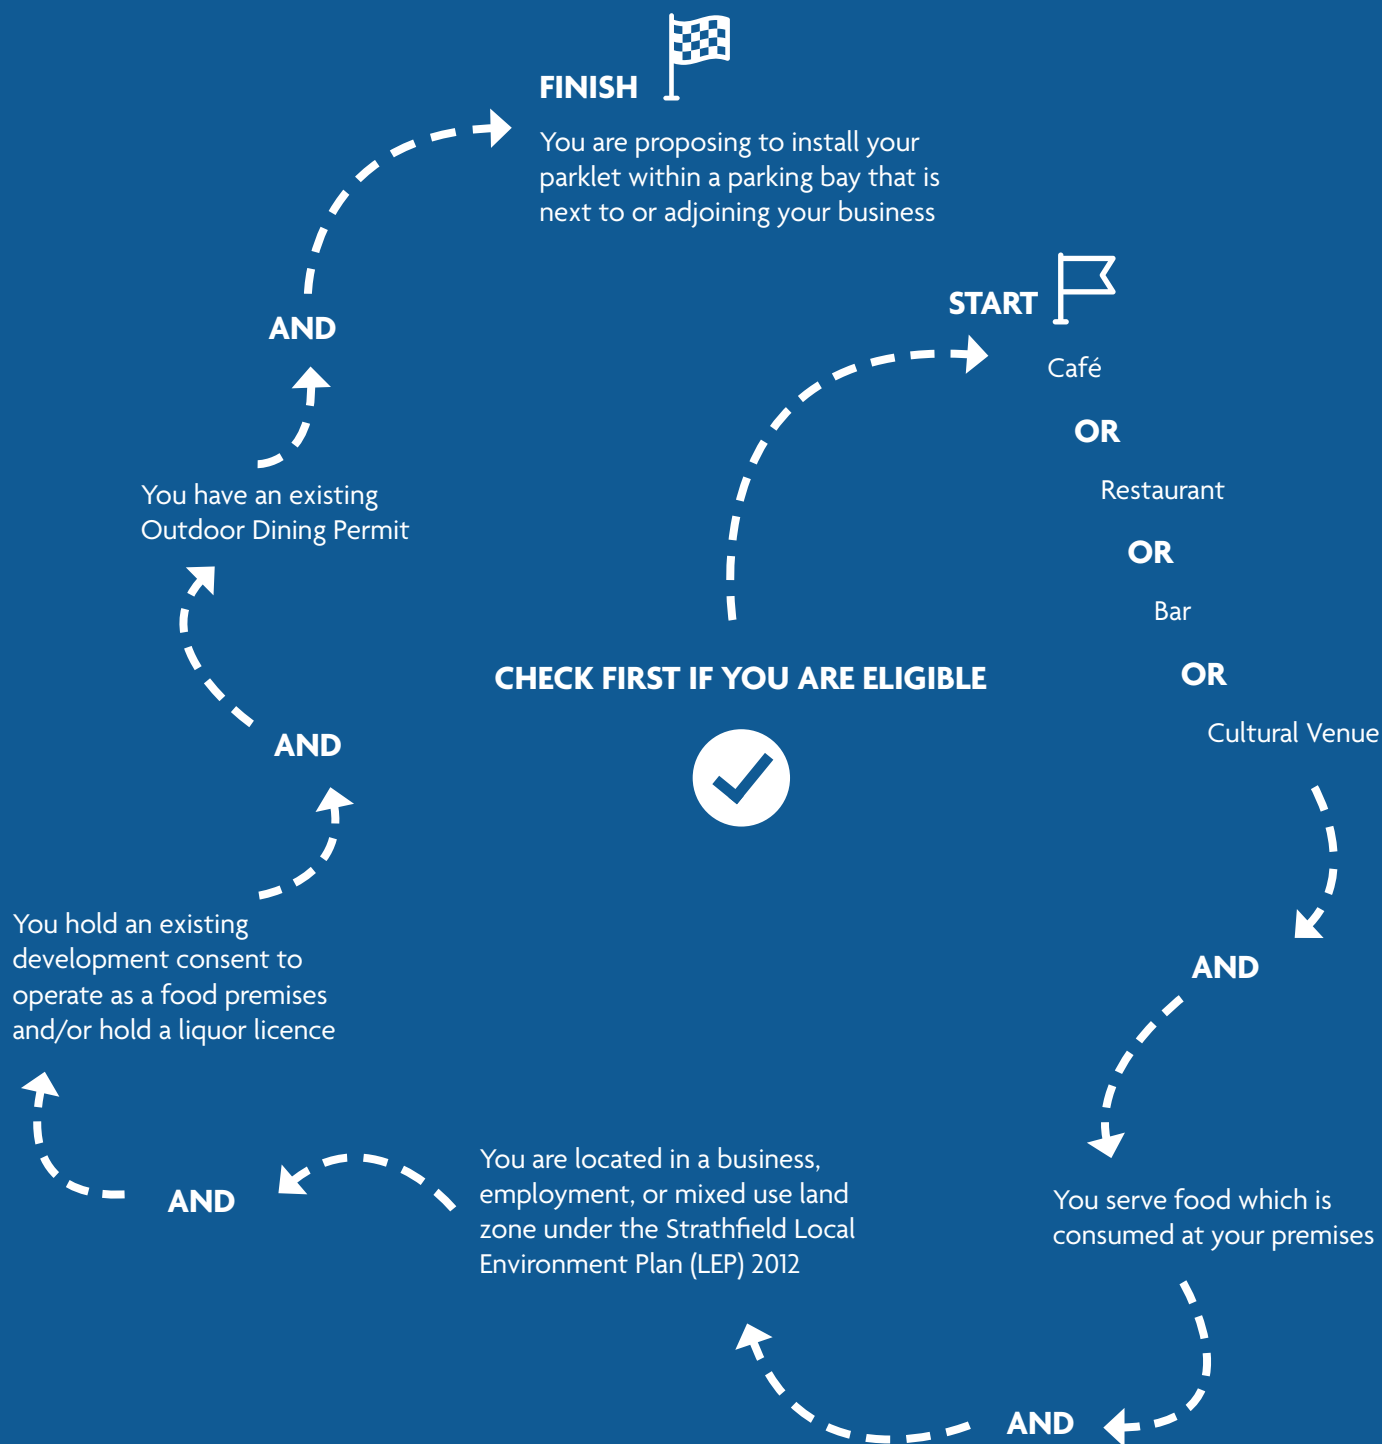 CHECK FIRST IF YOU ARE ELIGIBLE
START
Café
OR
Restaurant
OR
Bar
OR
Cultural Venue
AND
You serve food which is
consumed at your premises
AND
You are located in a business,
employment, or mixed use land
zone under the Strathfield Local
Environment Plan (LEP) 2012
AND
You hold an existing
development consent to
operate as a food premises
and/or hold a liquor licence
AND
You have an existing
Outdoor Dining Permit
AND
FINISH
You are proposing to install your
parklet within a parking bay that is
next to or adjoining your business